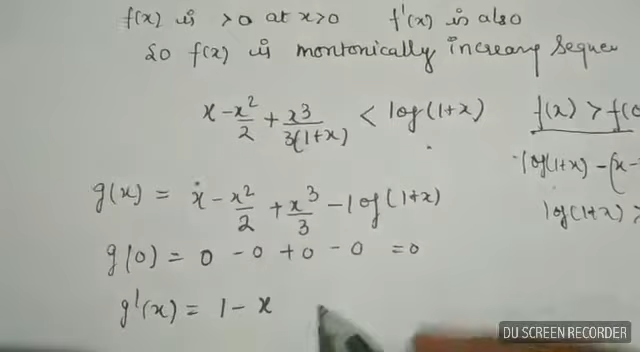 f(x) is >0 at x>0   f'(x) is also
So f(x) is montonically increasing
x - x²/2 + x³/3(1+x) < log(1+x)   f(x) > f(0
log(1+x) - (x -
log(1+x) >
g(x) = x - x²/2 + x³/3 - log(1+x)
g(0) = 0 - 0 + 0 - 0 = 0
g'(x) = 1 - x
DU SCREEN RECORDER